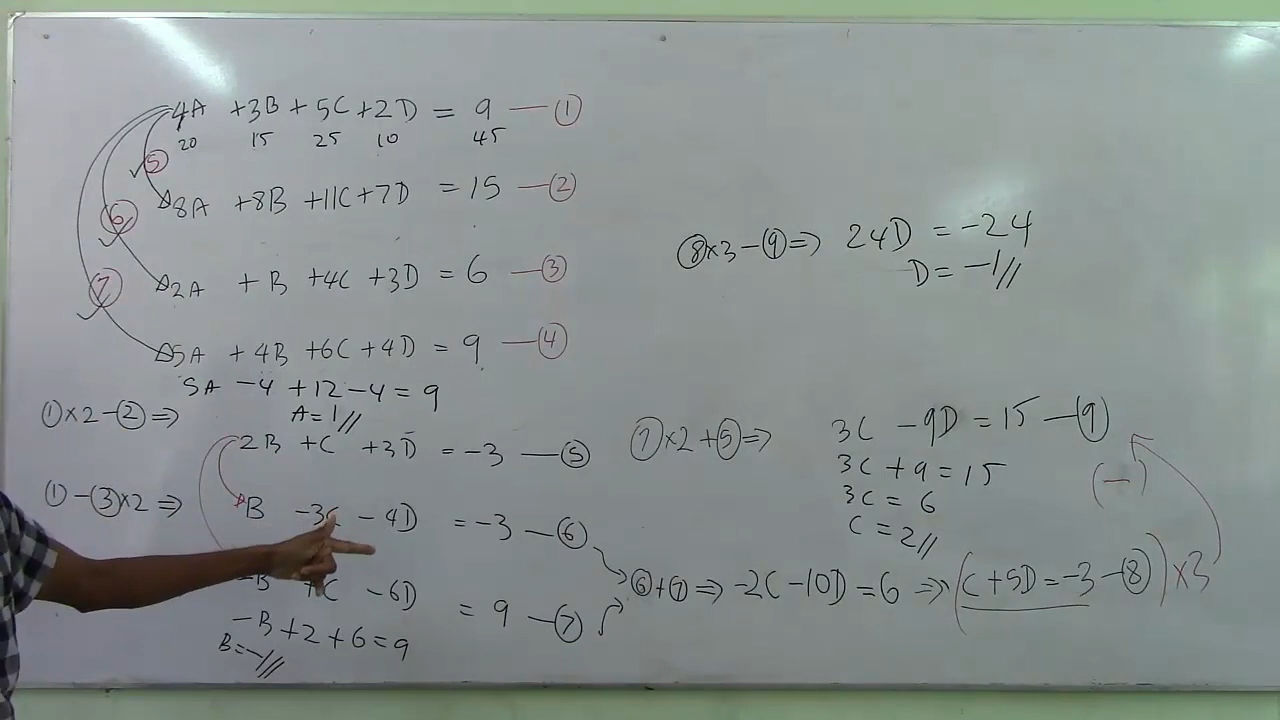 4A +3B + 5C +2D = 9 — ①
20 15 25 10 45
⑤
8A +8B +11C+7D = 15 — ②
⑥
2A + B +4C +3D = 6 — ③
⑦
5A + 4B +6C +4D = 9 — ④
5A -4 +12 -4 = 9
A=1//
①×2-②⇒
2B +C +3D = -3 — ⑤
①-③×2⇒
B -3C -4D = -3 — ⑥
-B +C -6D = 9 — ⑦
-B +2 +6 = 9
B=-1//
⑥+⑦⇒ -2C -10D = 6 ⇒ (C+5D=-3 — ⑧)×3
⑦×2+⑤⇒ 3C -9D = 15 — ⑨
3C +9 = 15
(-)
3C = 6
C = 2//
⑧×3-⑨⇒ 24D = -24
D = -1//